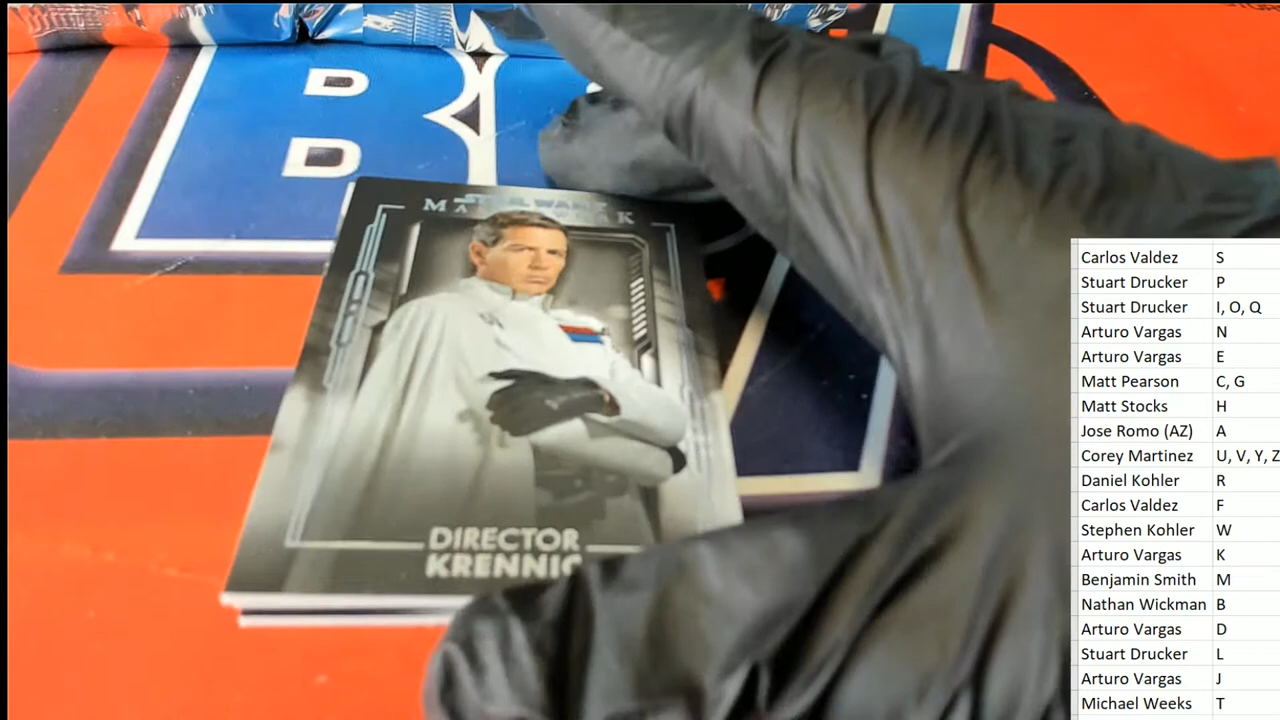 STAR WARS
DIRECTOR
KRENNIC
Carlos Valdez S
Stuart Drucker P
Stuart Drucker I, O, Q
Arturo Vargas N
Arturo Vargas E
Matt Pearson C, G
Matt Stocks H
Jose Romo (AZ) A
Corey Martinez U, V, Y, Z
Daniel Kohler R
Carlos Valdez F
Stephen Kohler W
Arturo Vargas K
Benjamin Smith M
Nathan Wickman B
Arturo Vargas D
Stuart Drucker L
Arturo Vargas J
Michael Weeks T